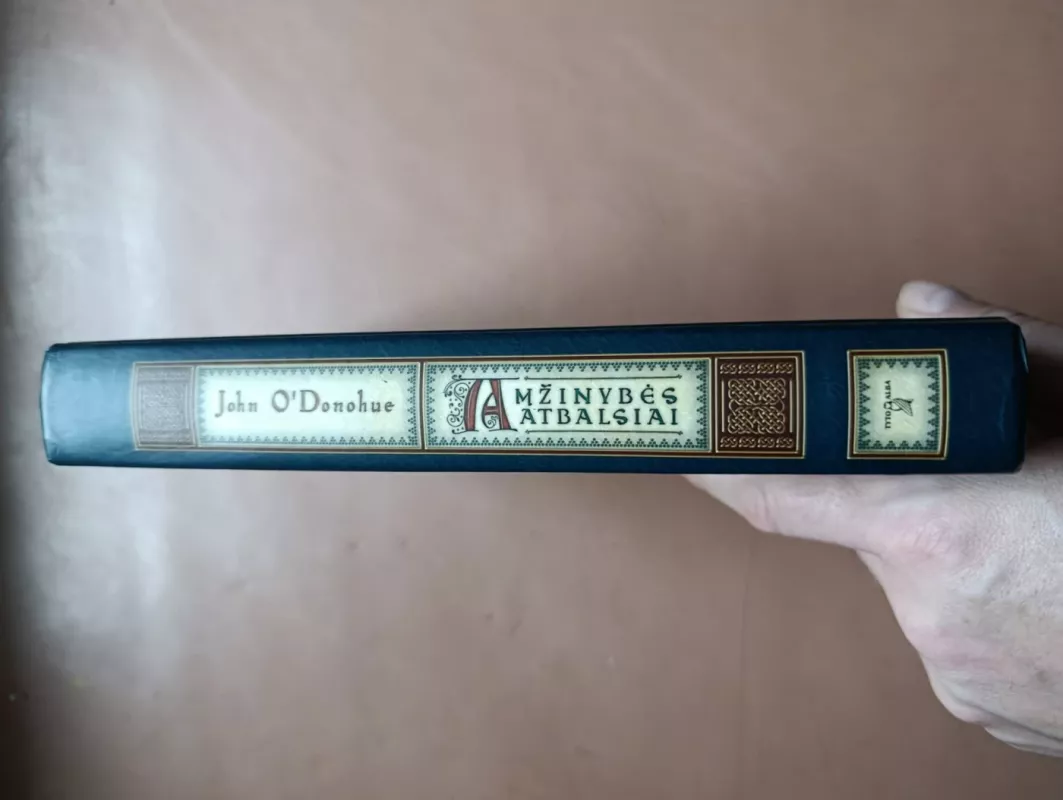 John O'Donohue
AMŽINYBĖS
ATBALSIAI
TYTO ALBA